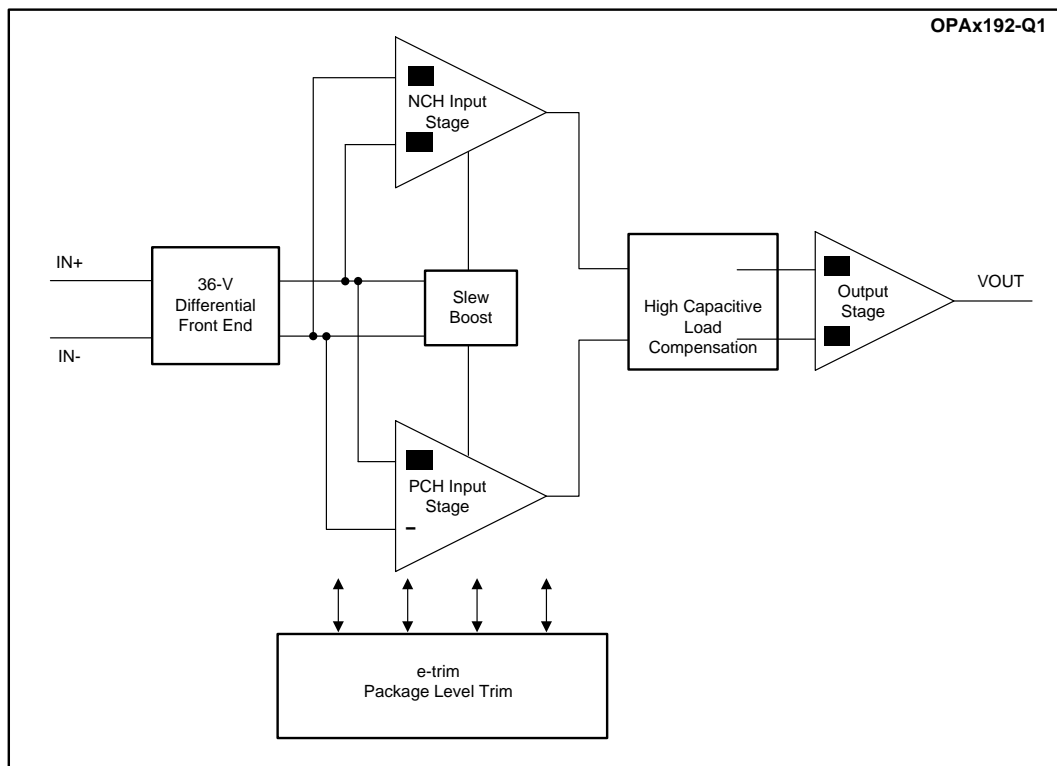 OPAx192-Q1
NCH Input
Stage
IN+
36-V
Differential
Front End
Slew
Boost
High Capacitive
Load
Compensation
Output
Stage
VOUT
IN-
PCH Input
Stage
-
e-trim
Package Level Trim